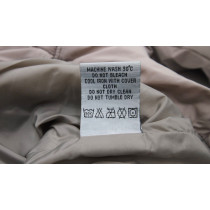 MACHINE WASH 30°C
DO NOT BLEACH
COOL IRON WITH COVER
CLOTH
DO NOT DRY CLEAN
DO NOT TUMBLE DRY